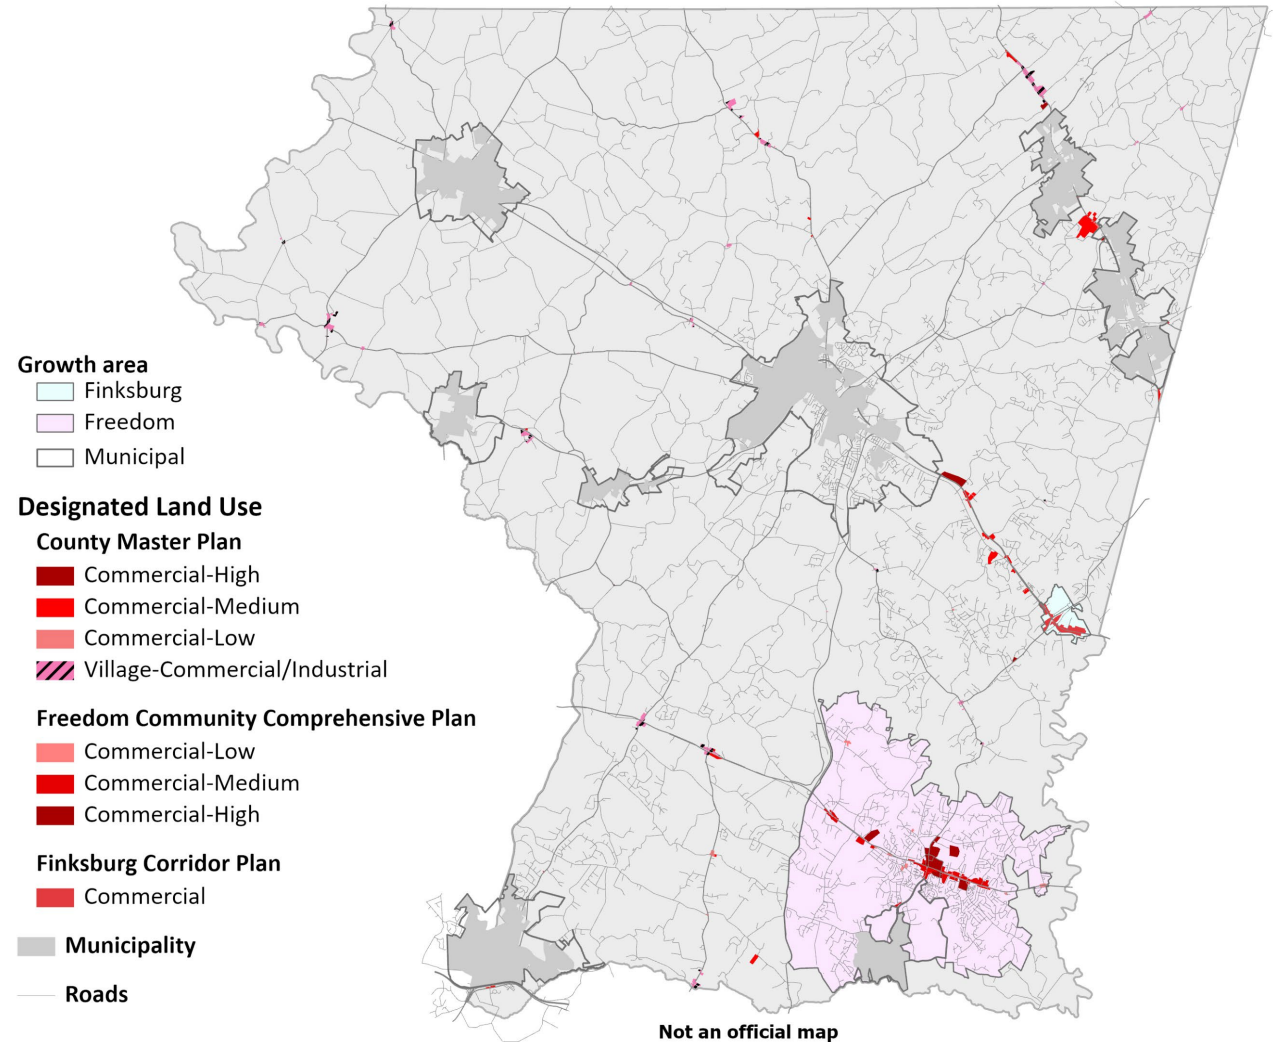 Growth area
Finksburg
Freedom
Municipal
Designated Land Use
County Master Plan
Commercial-High
Commercial-Medium
Commercial-Low
Village-Commercial/Industrial
Freedom Community Comprehensive Plan
Commercial-Low
Commercial-Medium
Commercial-High
Finksburg Corridor Plan
Commercial
Municipality
Roads
Not an official map